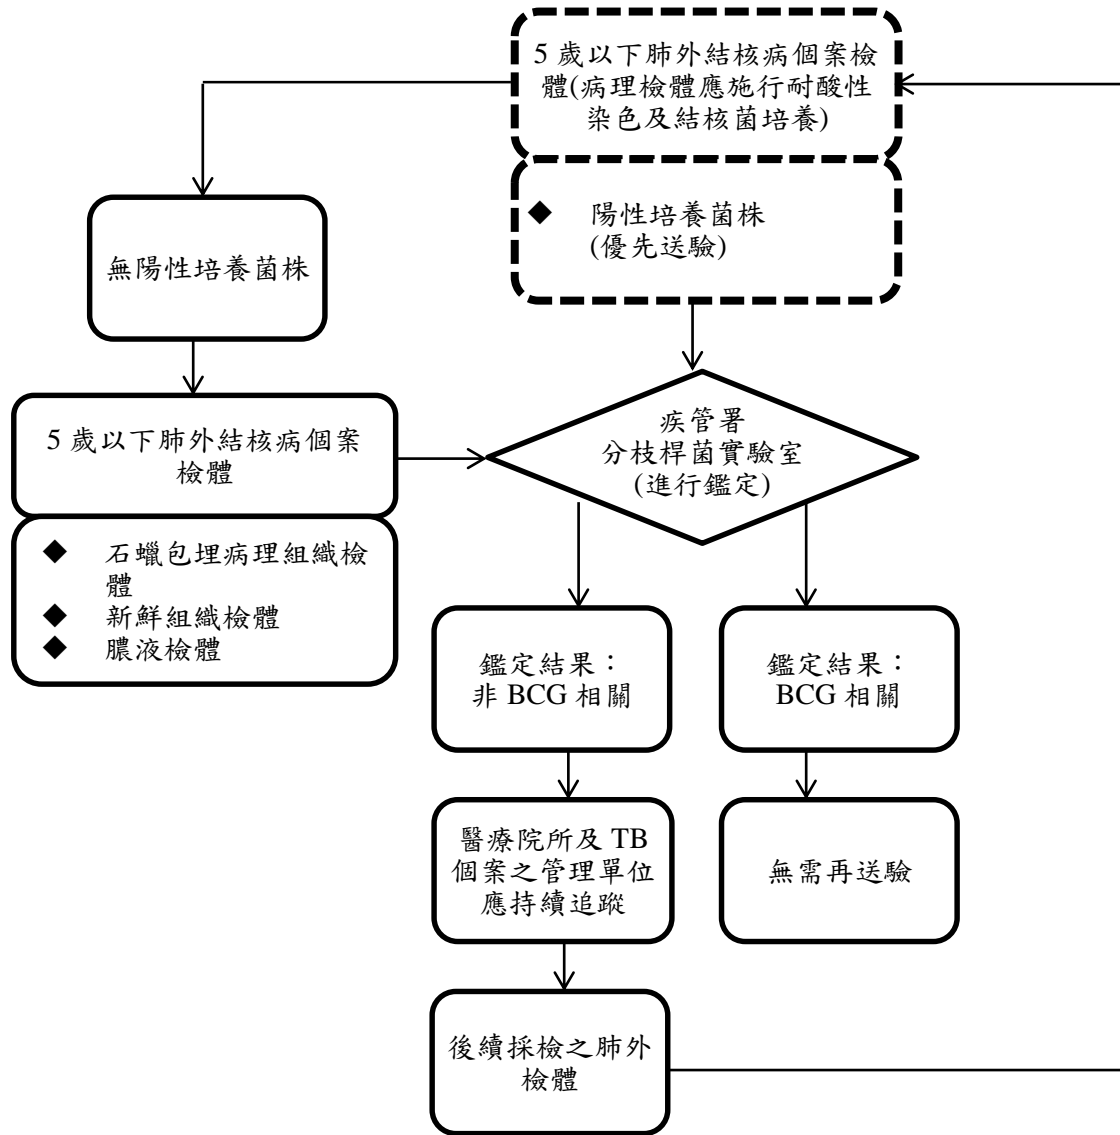 5 歲以下肺外結核病個案檢
體(病理檢體應施行耐酸性
染色及結核菌培養)
◆ 陽性培養菌株
(優先送驗)
無陽性培養菌株
5 歲以下肺外結核病個案
檢體
◆ 石蠟包埋病理組織檢
體
◆ 新鮮組織檢體
◆ 膿液檢體
疾管署
分枝桿菌實驗室
(進行鑑定)
鑑定結果：
非 BCG 相關
鑑定結果：
BCG 相關
醫療院所及 TB
個案之管理單位
應持續追蹤
無需再送驗
後續採檢之肺外
檢體